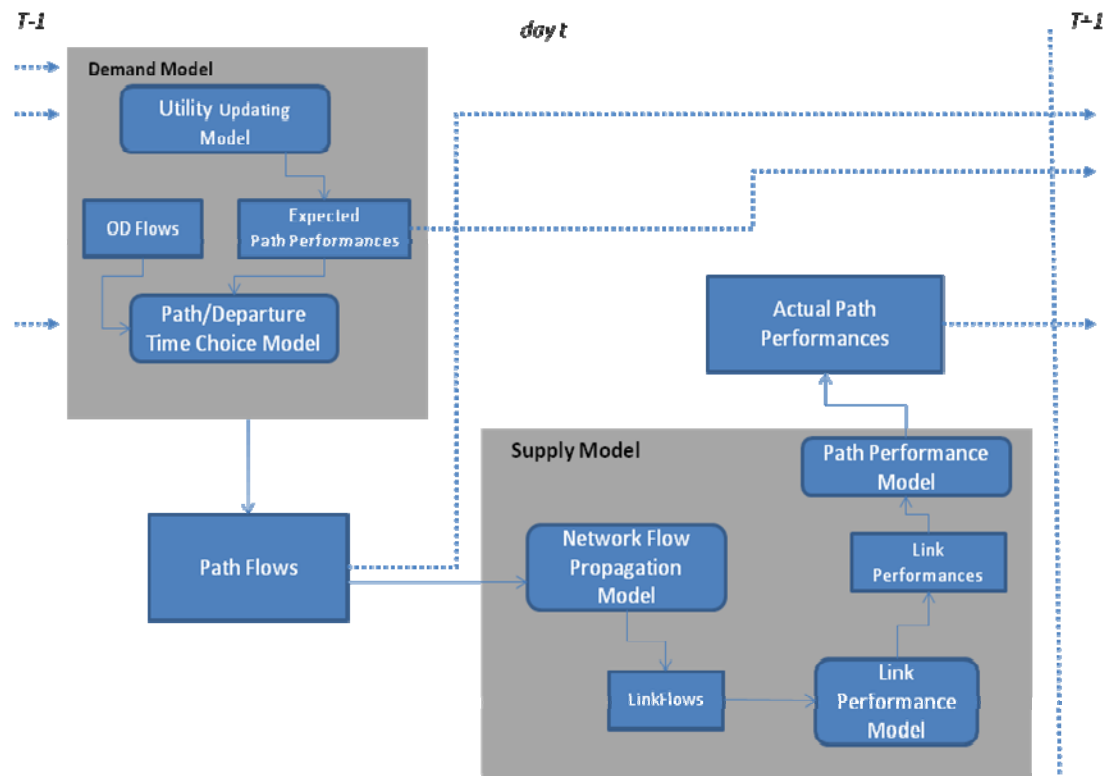 T-1
day t
T+1
Demand Model
Utility Updating
Model
OD Flows
Expected
Path Performances
Path/Departure
Time Choice Model
Actual Path
Performances
Supply Model
Path Performance
Model
Path Flows
Network Flow
Propagation
Model
Link
Performances
LinkFlows
Link
Performance
Model